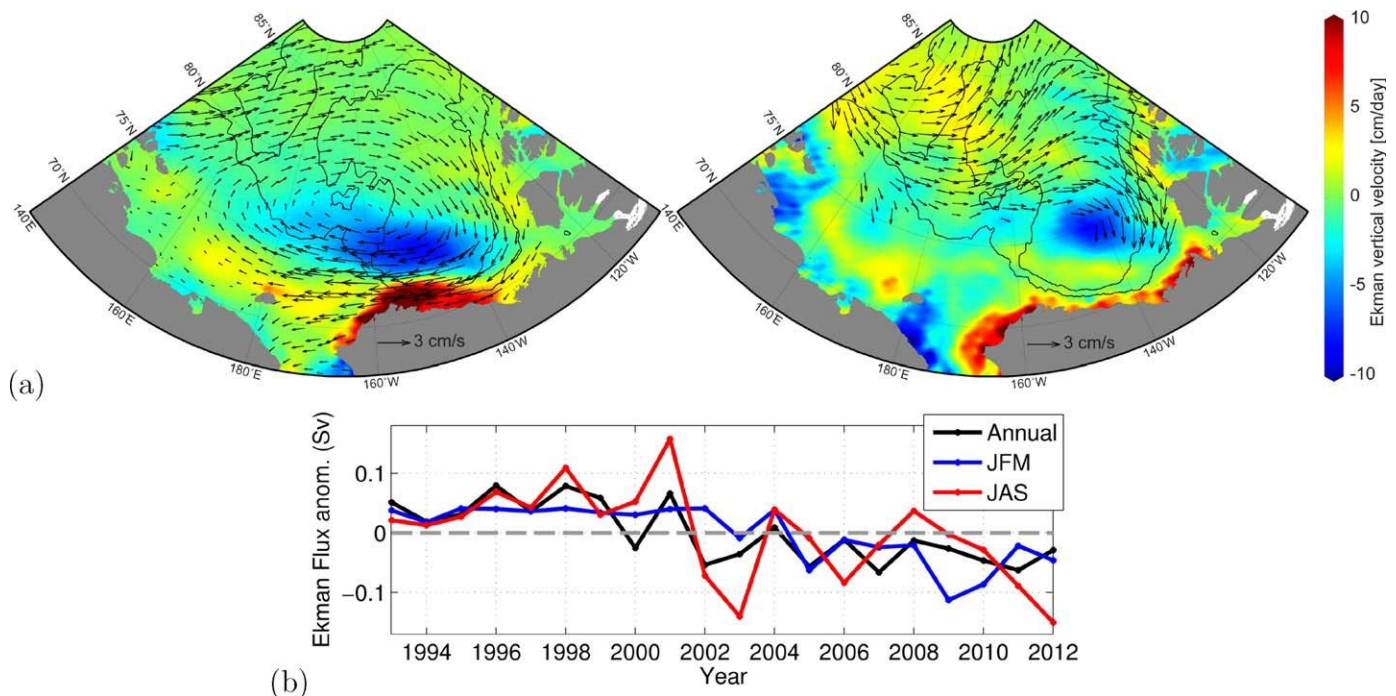 85°N
80°N
75°N
70°N
140°E
160°E
180°E
160°W
140°W
120°W
3 cm/s
85°N
80°N
75°N
70°N
140°E
160°E
180°E
160°W
140°W
120°W
3 cm/s
10
5
0
-5
-10
Ekman vertical velocity [cm/day]
(a)
Ekman Flux anom. (Sv)
0.1
0
−0.1
Annual
JFM
JAS
1994 1996 1998 2000 2002 2004 2006 2008 2010 2012
Year
(b)